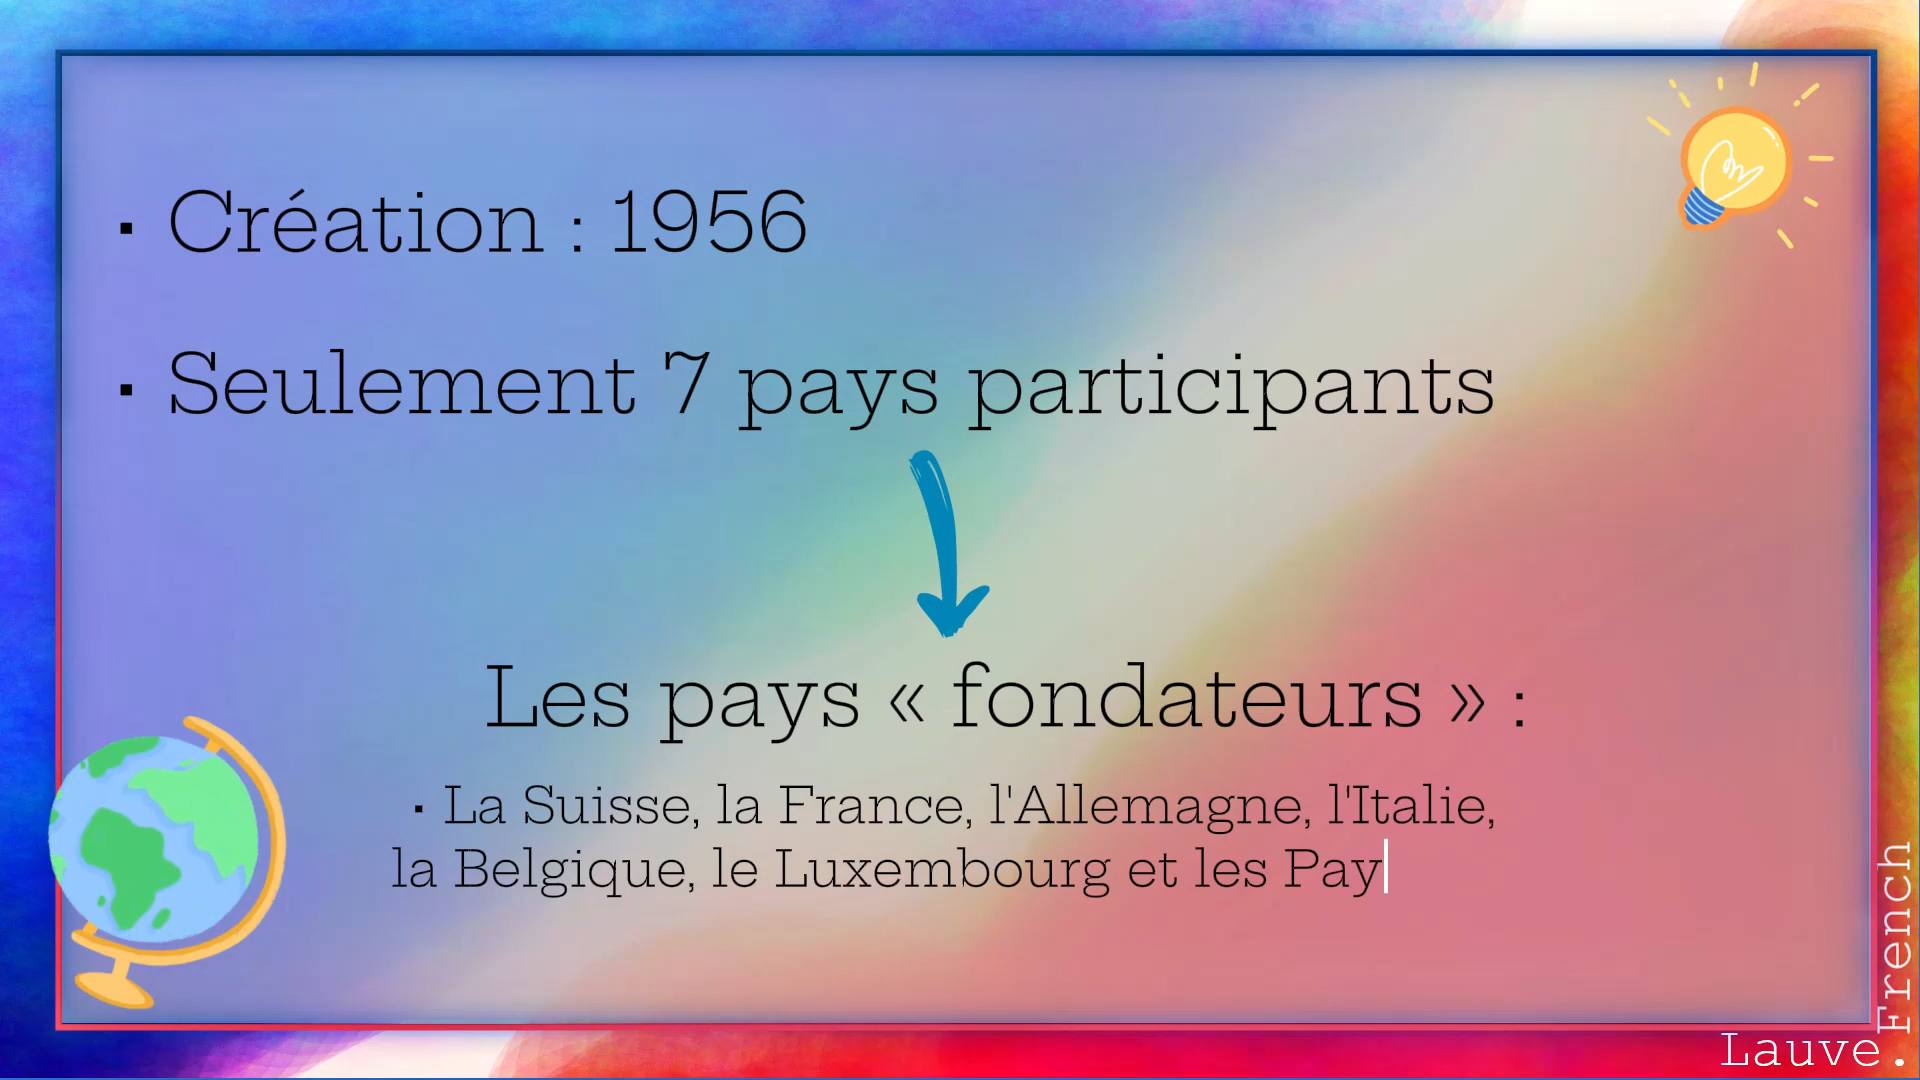 ▪ Création : 1956
▪ Seulement 7 pays participants
Les pays « fondateurs » :
▪ La Suisse, la France, l'Allemagne, l'Italie,
la Belgique, le Luxembourg et les Pay
Lauve.
French